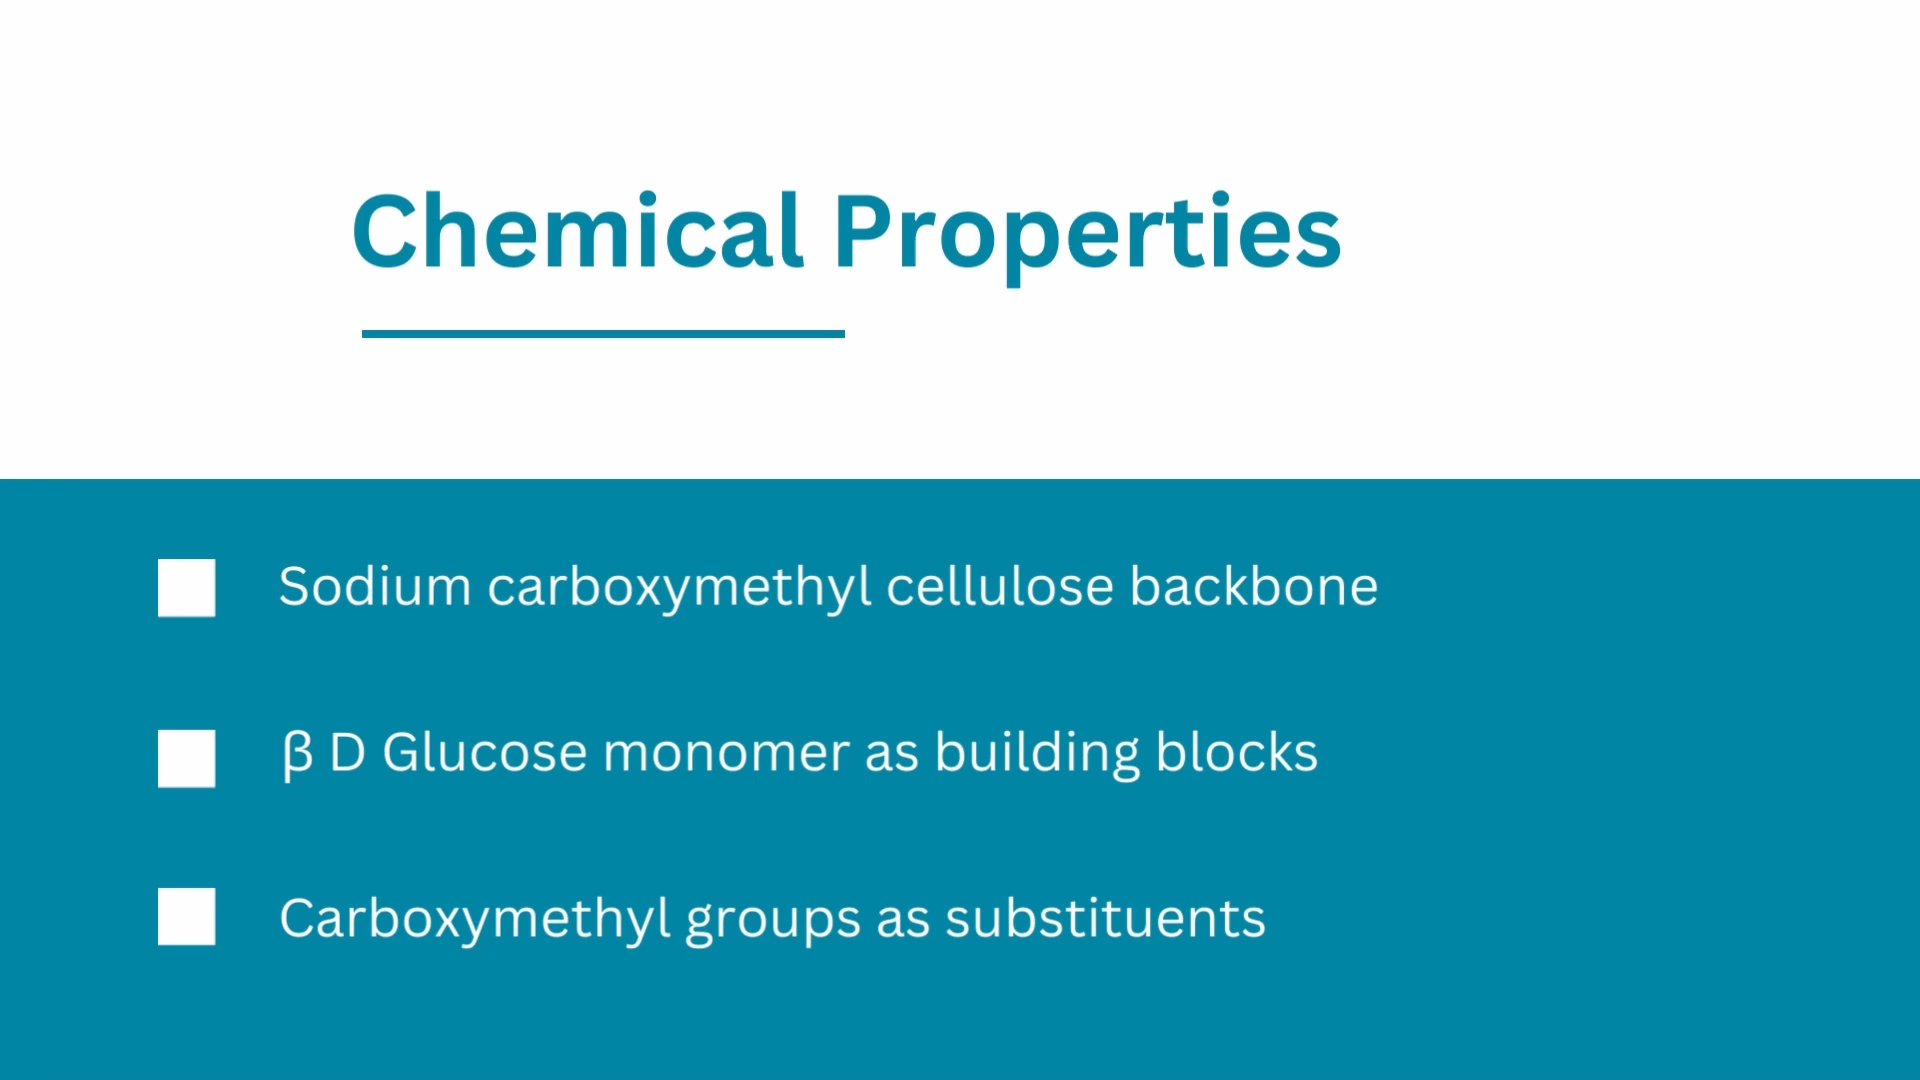 Chemical Properties
Sodium carboxymethyl cellulose backbone
β D Glucose monomer as building blocks
Carboxymethyl groups as substituents